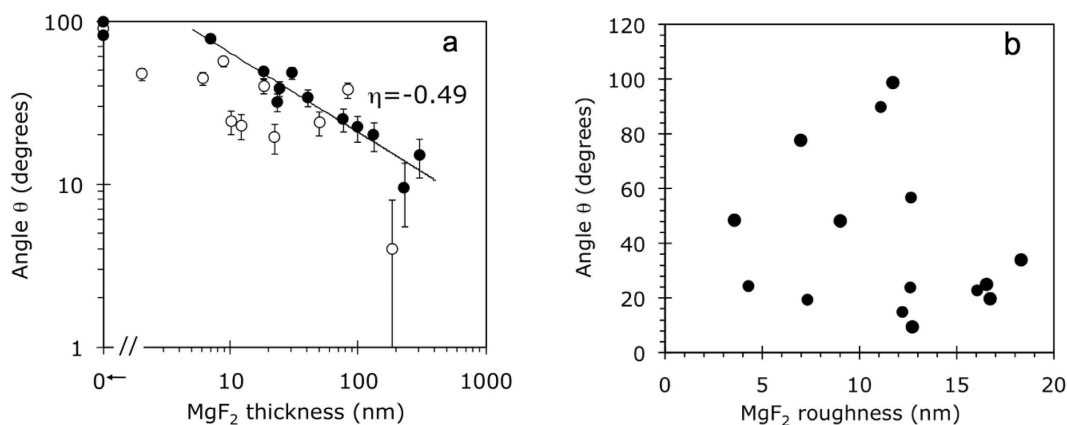 a
100
10
1
Angle θ (degrees)
η=-0.49
0← // 10 100 1000
MgF₂ thickness (nm)
b
120
100
80
60
40
20
0
Angle θ (degrees)
0 5 10 15 20
MgF₂ roughness (nm)